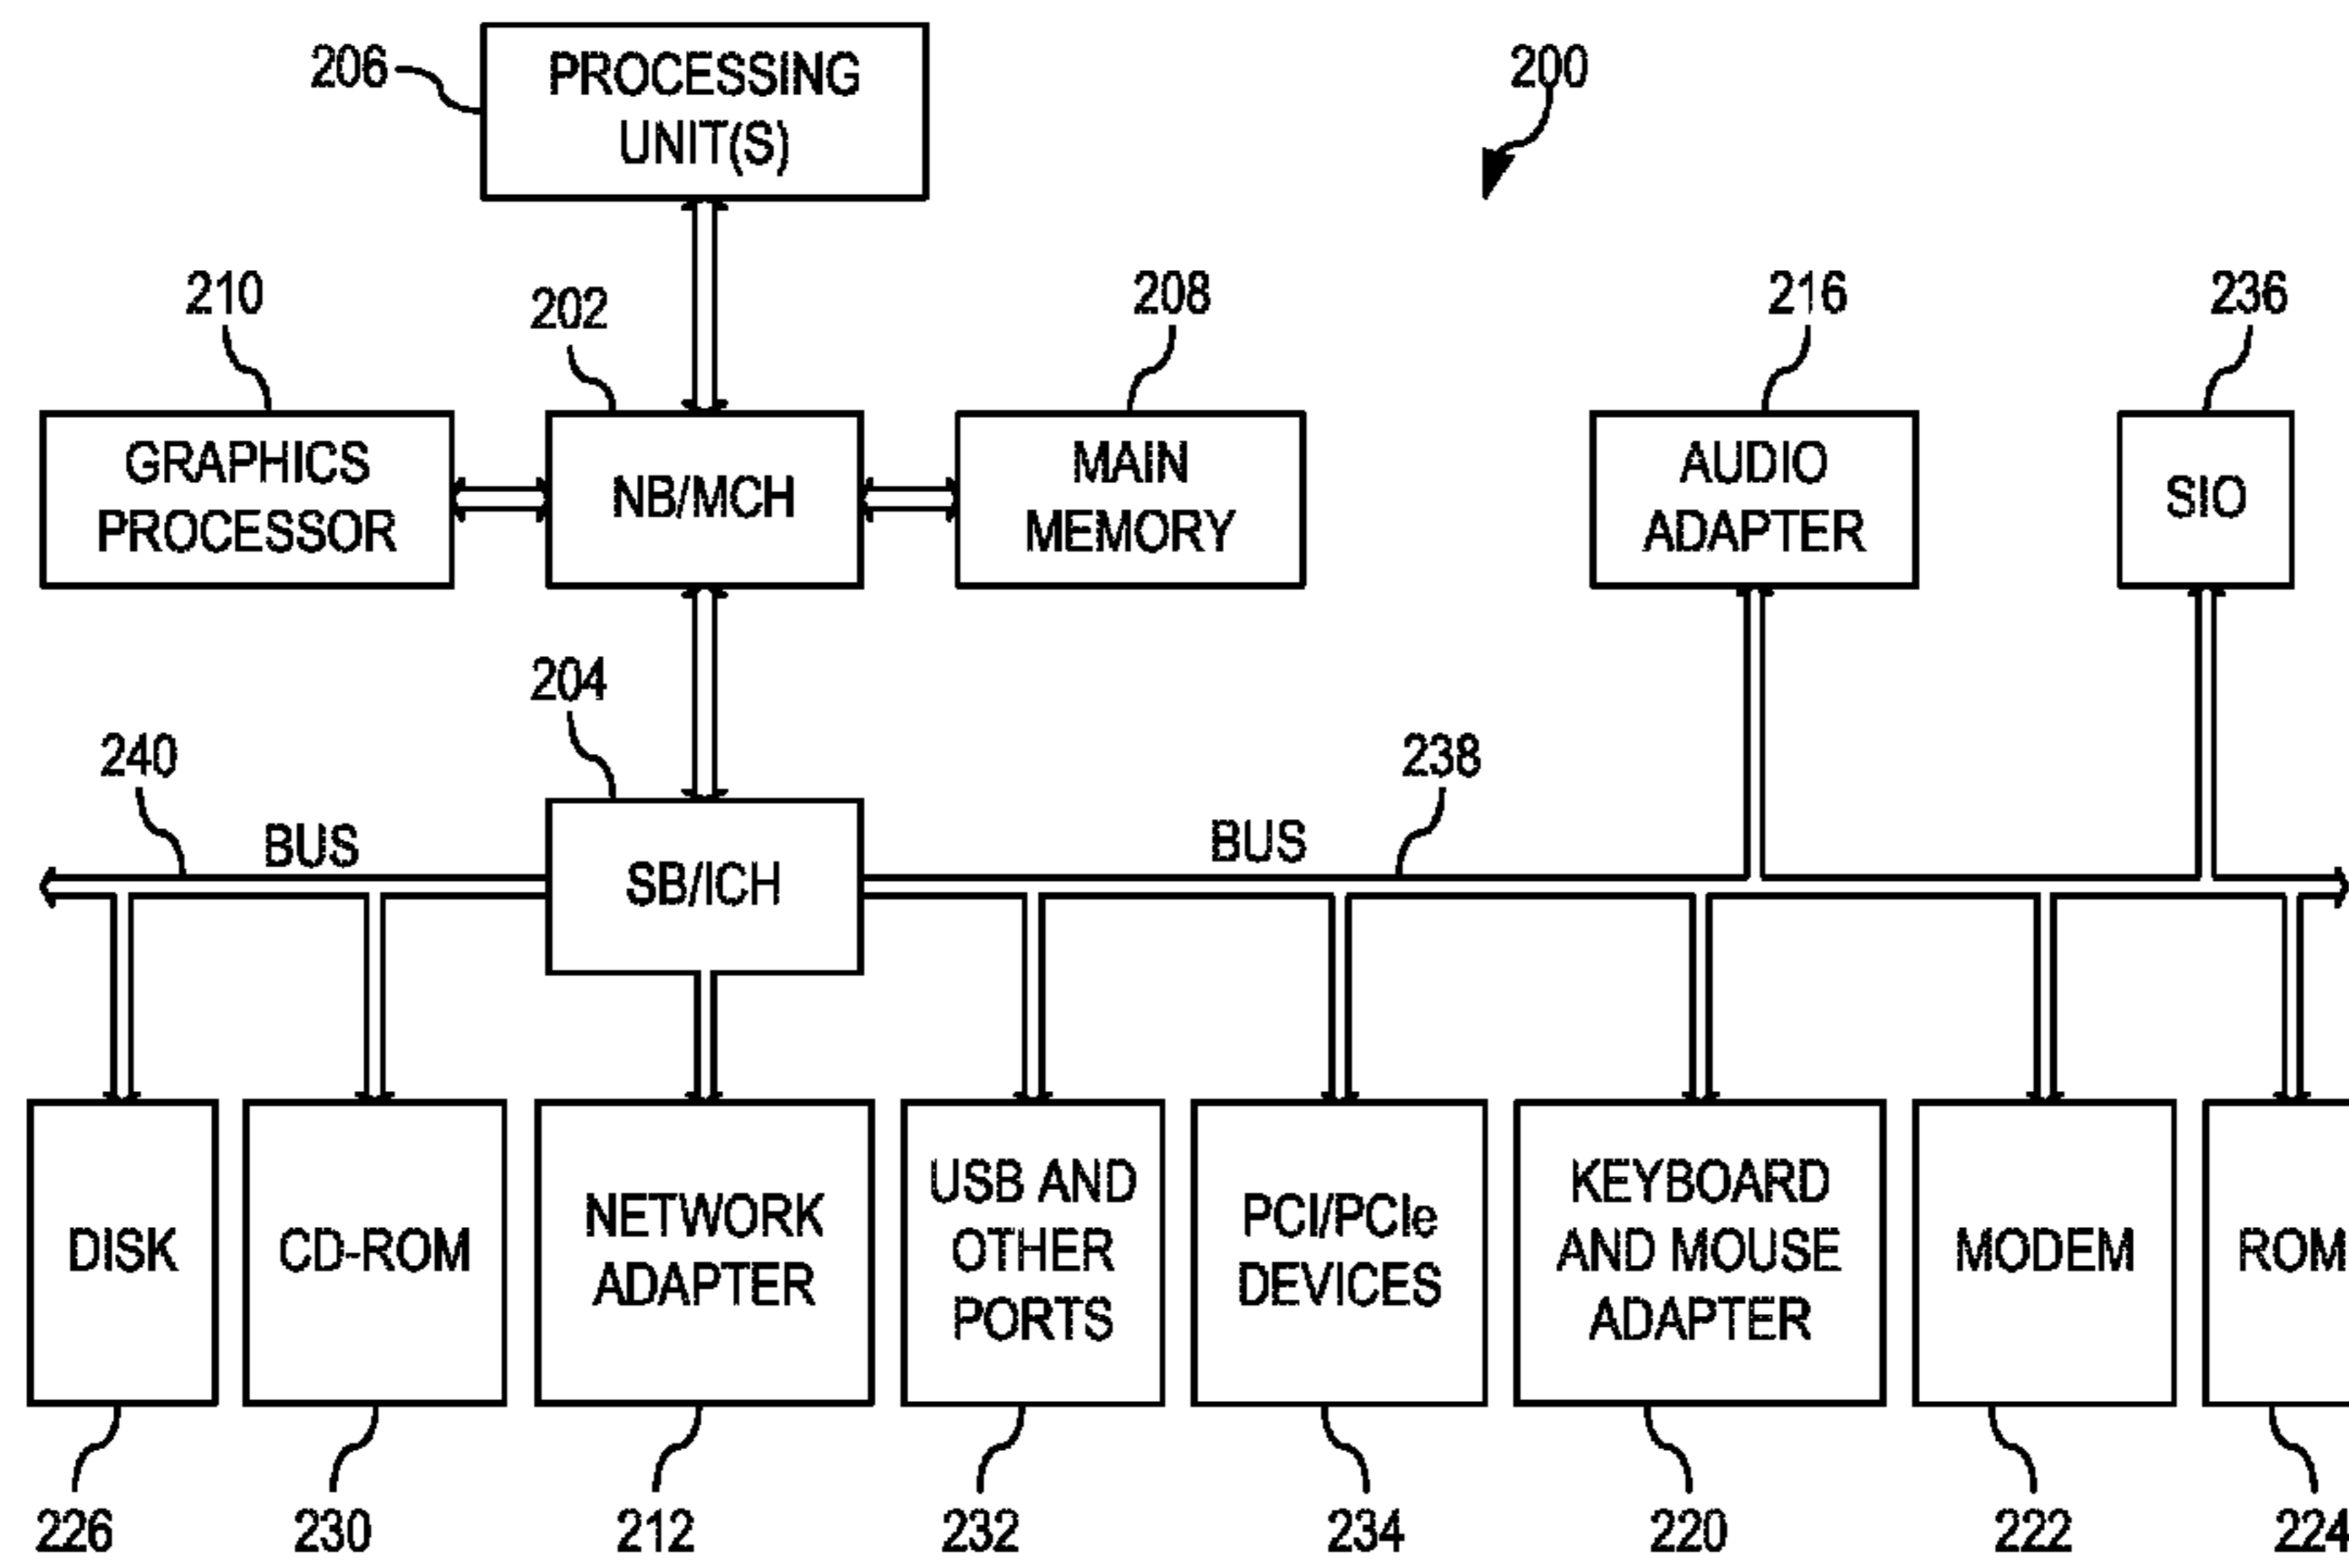 206
PROCESSING
UNIT(S)
200
210
202
208
216
236
GRAPHICS
PROCESSOR
NB/MCH
MAIN
MEMORY
AUDIO
ADAPTER
SIO
204
240
238
BUS
BUS
SB/ICH
DISK
CD-ROM
NETWORK
ADAPTER
USB AND
OTHER
PORTS
PCI/PCIe
DEVICES
KEYBOARD
AND MOUSE
ADAPTER
MODEM
ROM
226
230
212
232
234
220
222
224